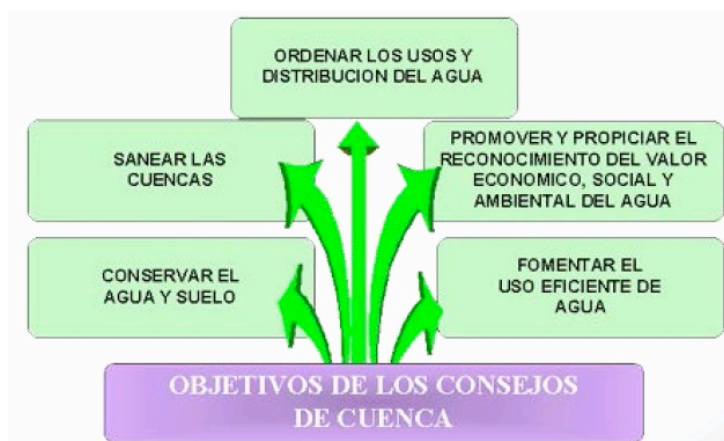 ORDENAR LOS USOS Y
DISTRIBUCION DEL AGUA
SANEAR LAS
CUENCAS
PROMOVER Y PROPICIAR EL
RECONOCIMIENTO DEL VALOR
ECONOMICO, SOCIAL Y
AMBIENTAL DEL AGUA
CONSERVAR EL
AGUA Y SUELO
FOMENTAR EL
USO EFICIENTE DE
AGUA
OBJETIVOS DE LOS CONSEJOS
DE CUENCA